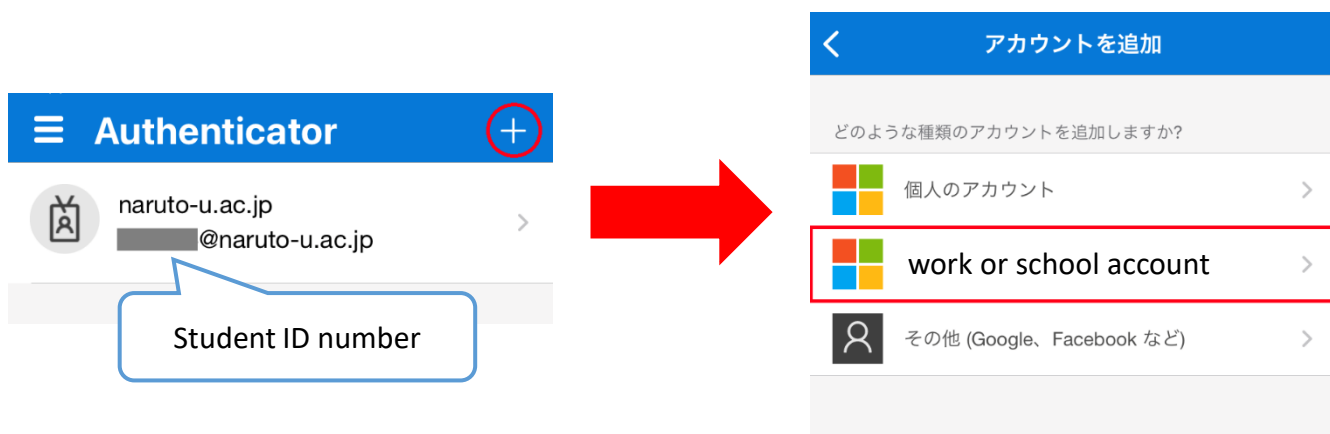 Authenticator
naruto-u.ac.jp
@naruto-u.ac.jp
Student ID number
アカウントを追加
どのような種類のアカウントを追加しますか?
個人のアカウント
work or school account
その他 (Google、Facebook など)